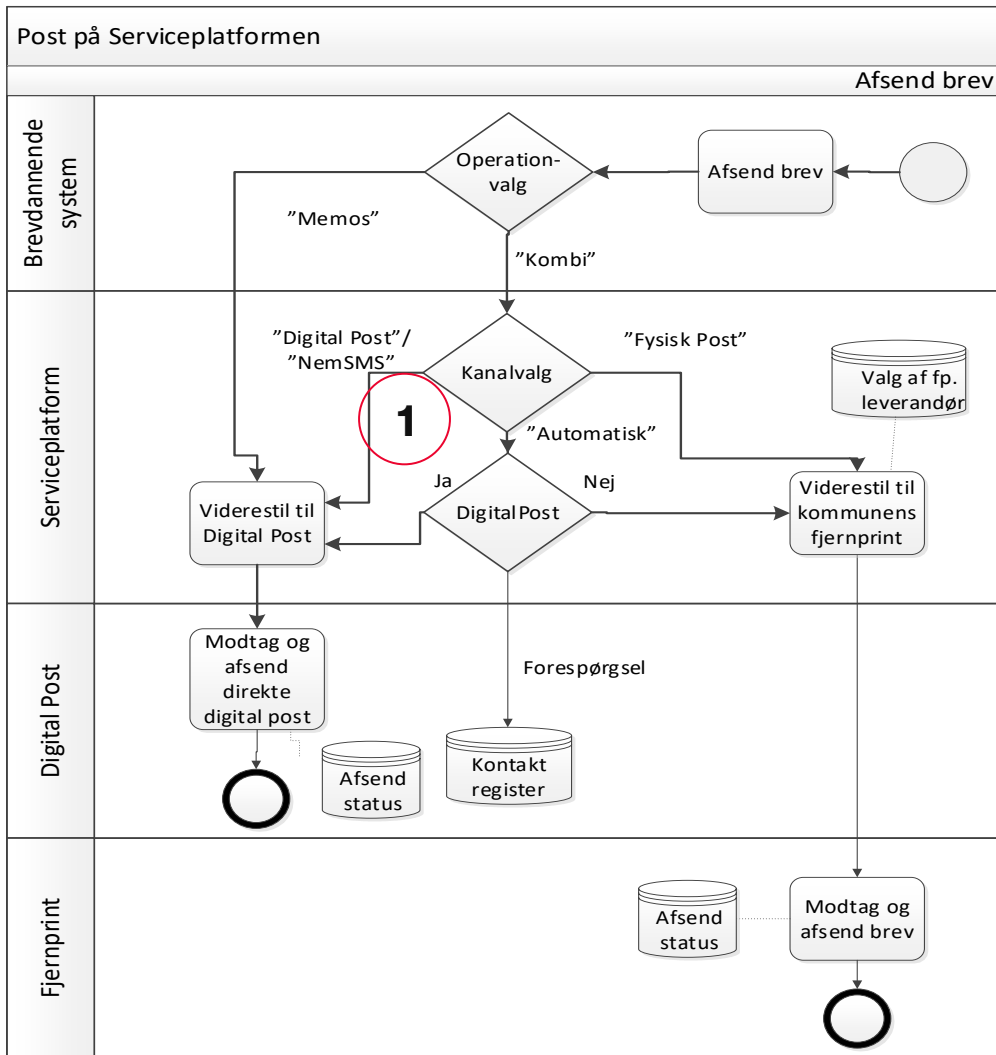 Post på Serviceplatformen
Afsend brev
Brevdannende
system
Operation-
valg
Afsend brev
”Memos”
”Kombi”
Serviceplatform
”Digital Post”/
”NemSMS”
Kanalvalg
”Fysisk Post”
Valg af fp.
leverandør
1
”Automatisk”
Ja
Nej
Viderestil til
Digital Post
DigitalPost
Viderestil til
kommunens
fjernprint
Digital Post
Modtag og
afsend
direkte
digital post
Forespørgsel
Afsend
status
Kontakt
register
Fjernprint
Afsend
status
Modtag og
afsend brev